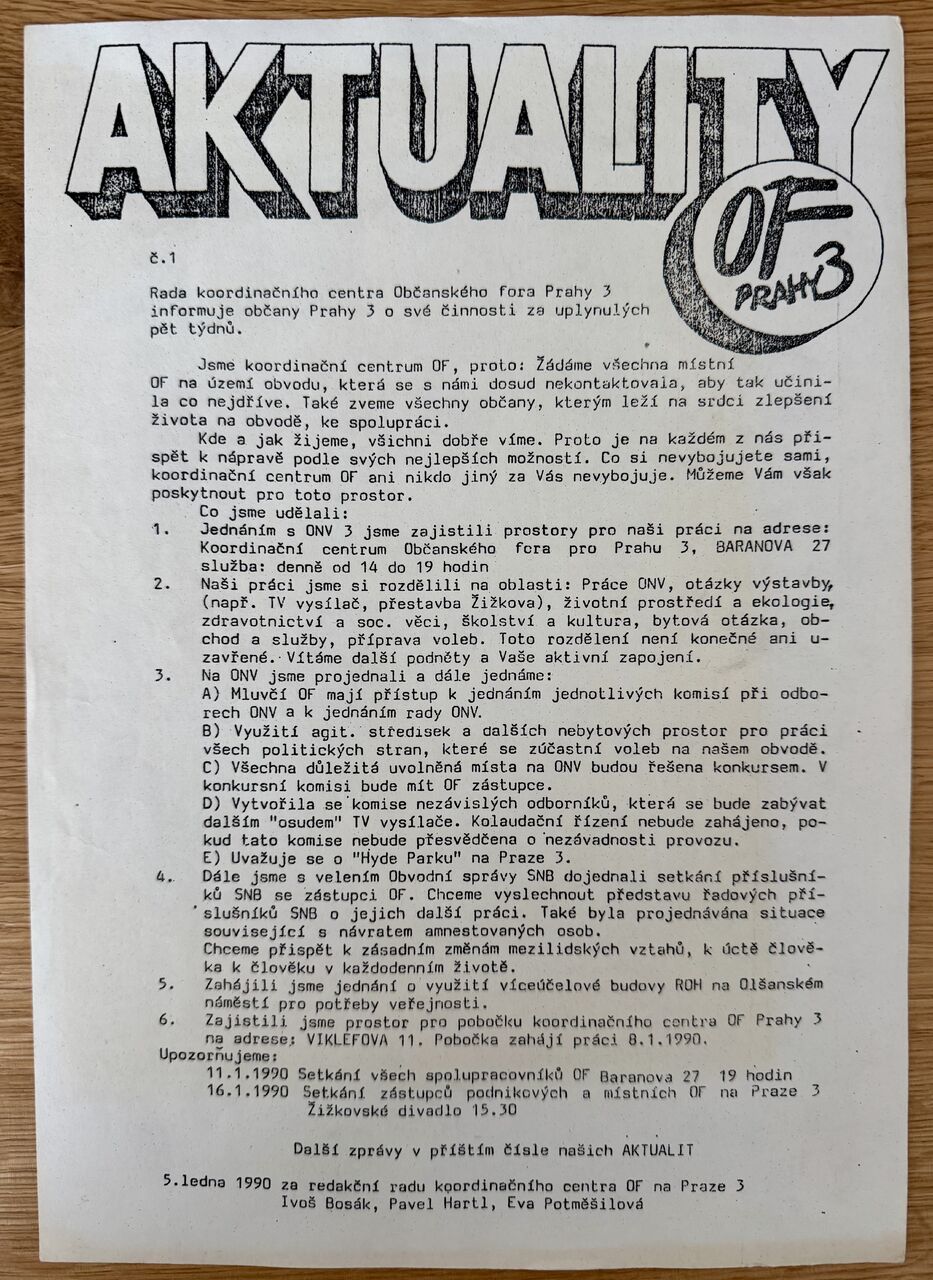 AKTUALITY
OF
PRAHY 3
č.1
Rada koordinačního centra Občanského fora Prahy 3
informuje občany Prahy 3 o své činnosti za uplynulých
pět týdnů.
Jsme koordinační centrum OF, proto: Žádáme všechna místní
OF na území obvodu, která se s námi dosud nekontaktovala, aby tak učini-
la co nejdříve. Také zveme všechny občany, kterým leží na srdci zlepšení
života na obvodě, ke spolupráci.
Kde a jak žijeme, všichni dobře víme. Proto je na každém z nás při-
spět k nápravě podle svých nejlepších možností. Co si nevybojujete sami,
koordinační centrum OF ani nikdo jiný za Vás nevybojuje. Můžeme Vám však
poskytnout pro toto prostor.
Co jsme udělali:
1. Jednáním s ONV 3 jsme zajistili prostory pro naši práci na adrese:
Koordinační centrum Občanského fora pro Prahu 3, BARANOVA 27
služba: denně od 14 do 19 hodin
2. Naši práci jsme si rozdělili na oblasti: Práce ONV, otázky výstavby,
(např. TV vysílač, přestavba Žižkova), životní prostředí a ekologie,
zdravotnictví a soc. věci, školství a kultura, bytová otázka, ob-
chod a služby, příprava voleb. Toto rozdělení není konečné ani u-
zavřené. Vítáme další podněty a Vaše aktivní zapojení.
3. Na ONV jsme projednali a dále jednáme:
A) Mluvčí OF mají přístup k jednáním jednotlivých komisí při odbo-
rech ONV a k jednáním rady ONV.
B) Využití agit. středisek a dalších nebytových prostor pro práci
všech politických stran, které se zúčastní voleb na našem obvodě.
C) Všechna důležitá uvolněná místa na ONV budou řešena konkursem. V
konkursní komisi bude mít OF zástupce.
D) Vytvořila se komise nezávislých odborníků, která se bude zabývat
dalším "osudem" TV vysílače. Kolaudační řízení nebude zahájeno, po-
kud tato komise nebude přesvědčena o nezávadnosti provozu.
E) Uvažuje se o "Hyde Parku" na Praze 3.
4. Dále jsme s velením Obvodní správy SNB dojednali setkání příslušní-
ků SNB se zástupci OF. Chceme vyslechnout představu řadových pří-
slušníků SNB o jejich další práci. Také byla projednávána situace
související s návratem amnestovaných osob.
Chceme přispět k zásadním změnám mezilidských vztahů, k úctě člově-
ka k člověku v každodenním životě.
5. Zahájili jsme jednání o využití víceúčelové budovy ROH na Olšanském
náměstí pro potřeby veřejnosti.
6. Zajistili jsme prostor pro pobočku koordinačního centra OF Prahy 3
na adrese: VIKLEFOVA 11. Pobočka zahájí práci 8.1.1990.
Upozorňujeme:
11.1.1990 Setkání všech spolupracovníků OF Baranova 27 19 hodin
16.1.1990 Setkání zástupců podnikových a místních OF na Praze 3
Žižkovské divadlo 15.30
Další zprávy v příštím čísle našich AKTUALIT
5.ledna 1990 za redakční radu koordinačního centra OF na Praze 3
Ivoš Bosák, Pavel Hartl, Eva Potměšilová